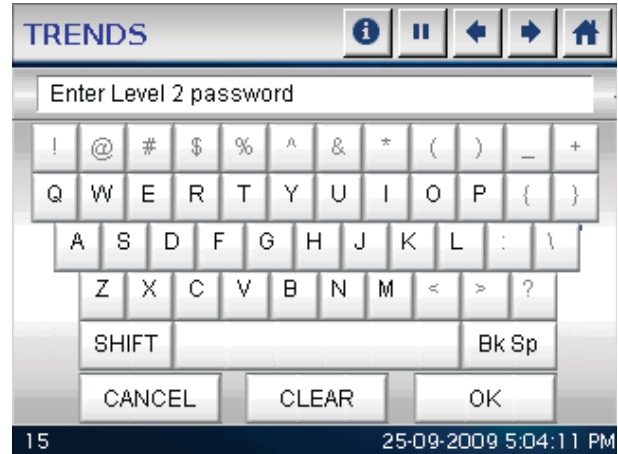 TRENDS
Enter Level 2 password
! @ # $ % ^ & * ( ) _ +
Q W E R T Y U I O P { }
A S D F G H J K L : \
Z X C V B N M < > ?
SHIFT Bk Sp
CANCEL CLEAR OK
15 25-09-2009 5:04:11 PM